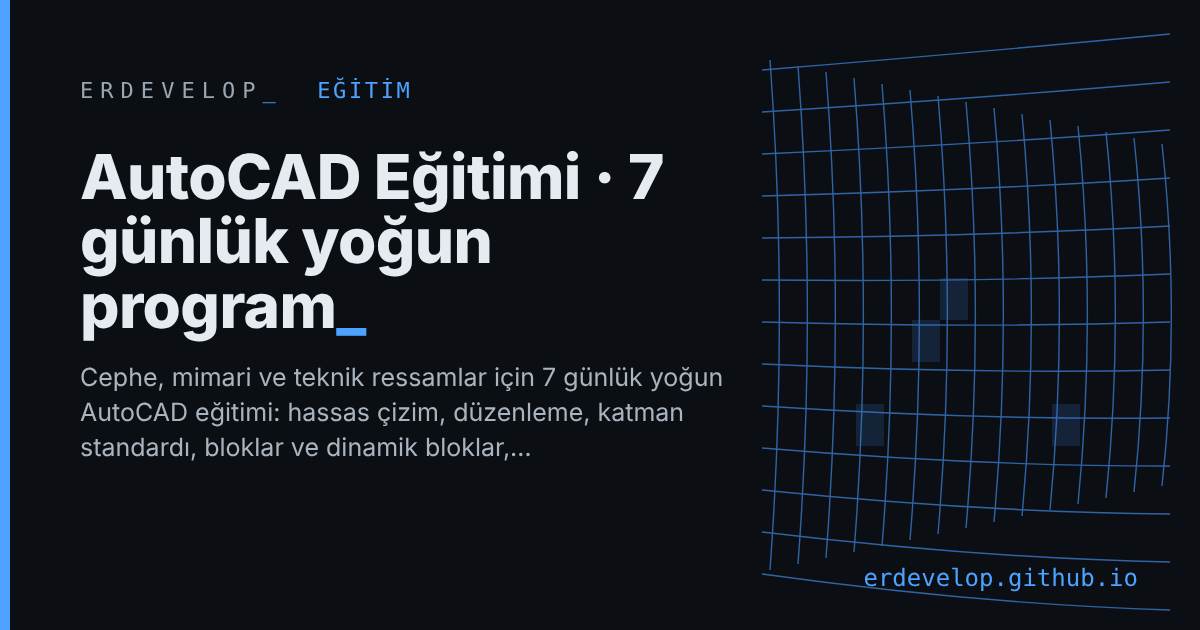 ERDEVELOP_ EĞİTİM
AutoCAD Eğitimi · 7
günlük yoğun
program_
Cephe, mimari ve teknik ressamlar için 7 günlük yoğun
AutoCAD eğitimi: hassas çizim, düzenleme, katman
standardı, bloklar ve dinamik bloklar,...
erdevelop.github.io